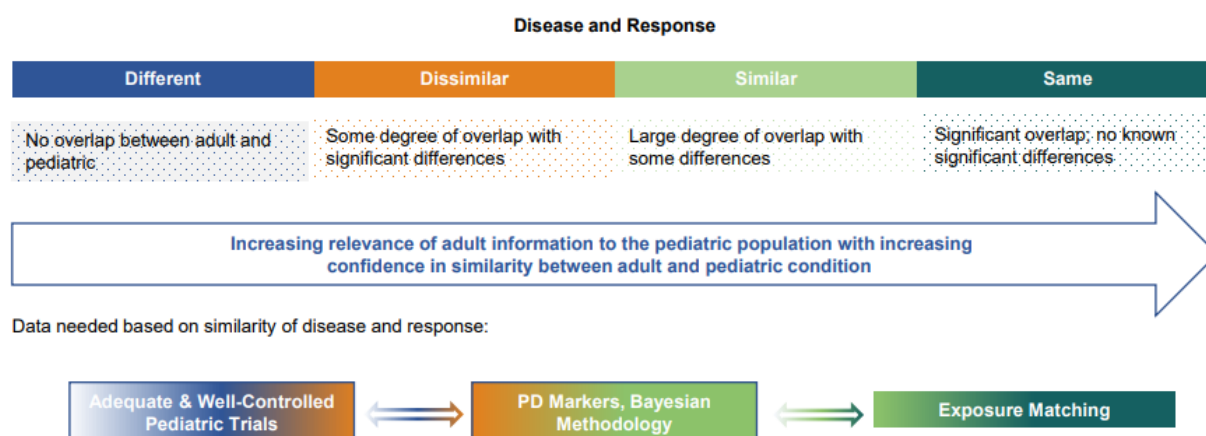 Disease and Response
Different
Dissimilar
Similar
Same
No overlap between adult and
pediatric
Some degree of overlap with
significant differences
Large degree of overlap with
some differences
Significant overlap; no known
significant differences
Increasing relevance of adult information to the pediatric population with increasing
confidence in similarity between adult and pediatric condition
Data needed based on similarity of disease and response:
Adequate & Well-Controlled
Pediatric Trials
PD Markers, Bayesian
Methodology
Exposure Matching